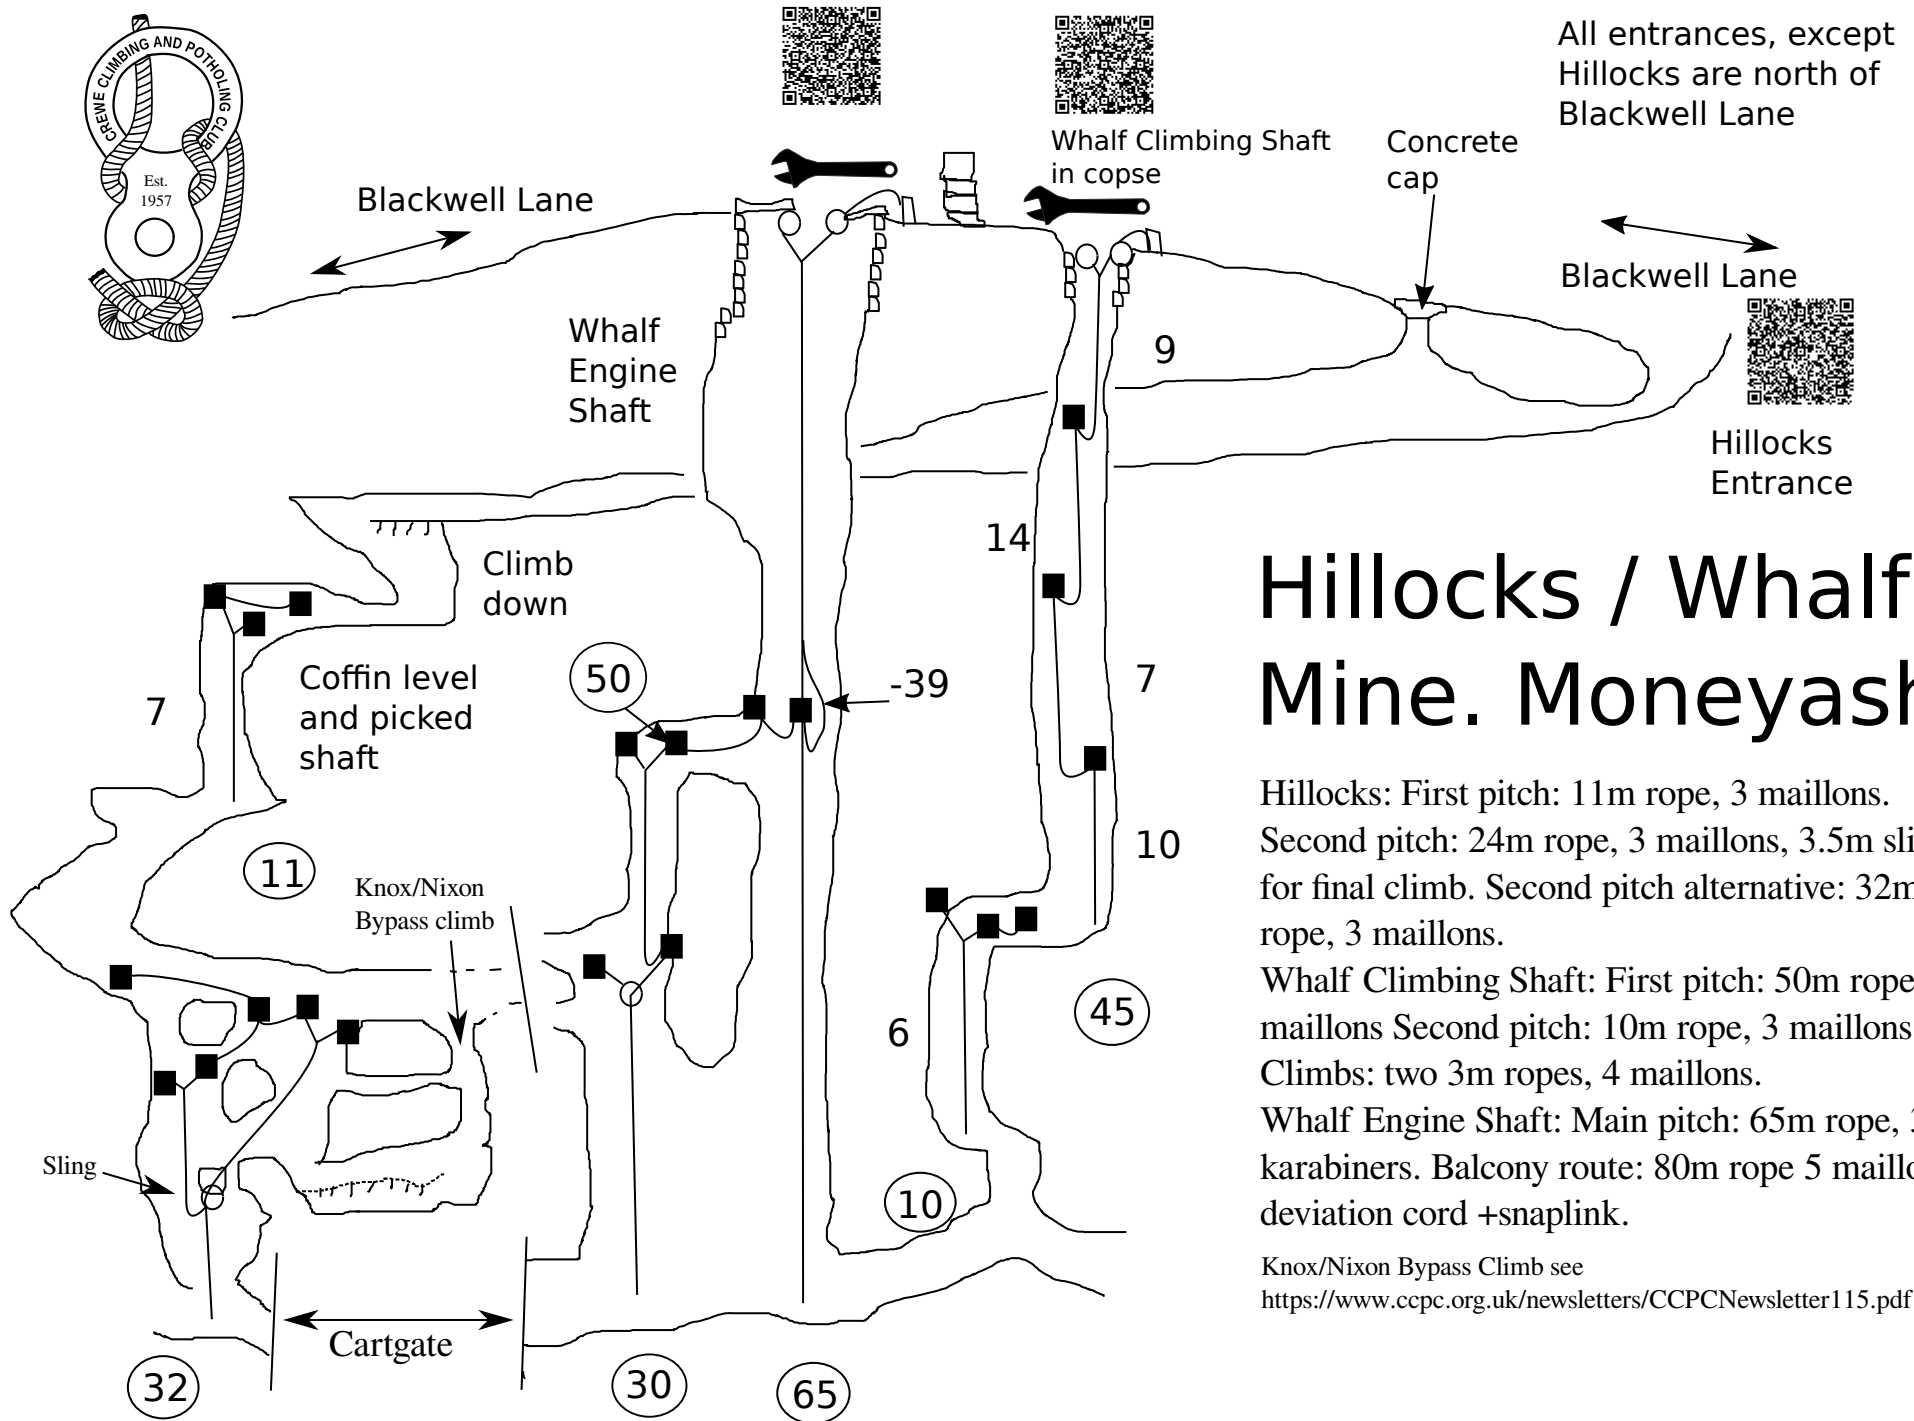 CREWE CLIMBING AND POTHOLING CLUB
Est.
1957
Blackwell Lane
Whalf Climbing Shaft
in copse
Concrete
cap
All entrances, except
Hillocks are north of
Blackwell Lane
Blackwell Lane
Whalf
Engine
Shaft
9
Hillocks
Entrance
14
Climb
down
50
-39
7
Coffin level
and picked
shaft
7
10
11
Knox/Nixon
Bypass climb
45
6
Sling
10
Cartgate
32
30
65
Hillocks / Whalf
Mine. Moneyash
Hillocks: First pitch: 11m rope, 3 maillons.
Second pitch: 24m rope, 3 maillons, 3.5m sli
for final climb. Second pitch alternative: 32m
rope, 3 maillons.
Whalf Climbing Shaft: First pitch: 50m rope
maillons Second pitch: 10m rope, 3 maillons
Climbs: two 3m ropes, 4 maillons.
Whalf Engine Shaft: Main pitch: 65m rope, 3
karabiners. Balcony route: 80m rope 5 maillo
deviation cord +snaplink.
Knox/Nixon Bypass Climb see
https://www.ccpc.org.uk/newsletters/CCPCNewsletter115.pdf